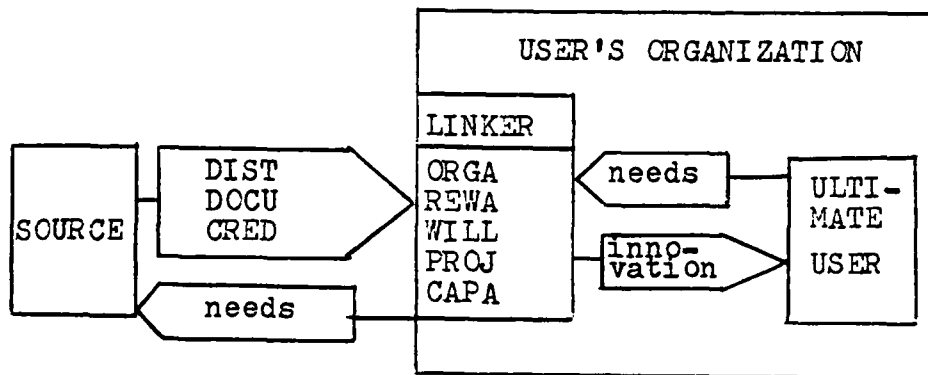 USER'S ORGANIZATION
SOURCE
DIST
DOCU
CRED
needs
LINKER
ORGA
REWA
WILL
PROJ
CAPA
needs
inno-
vation
ULTI-
MATE
USER